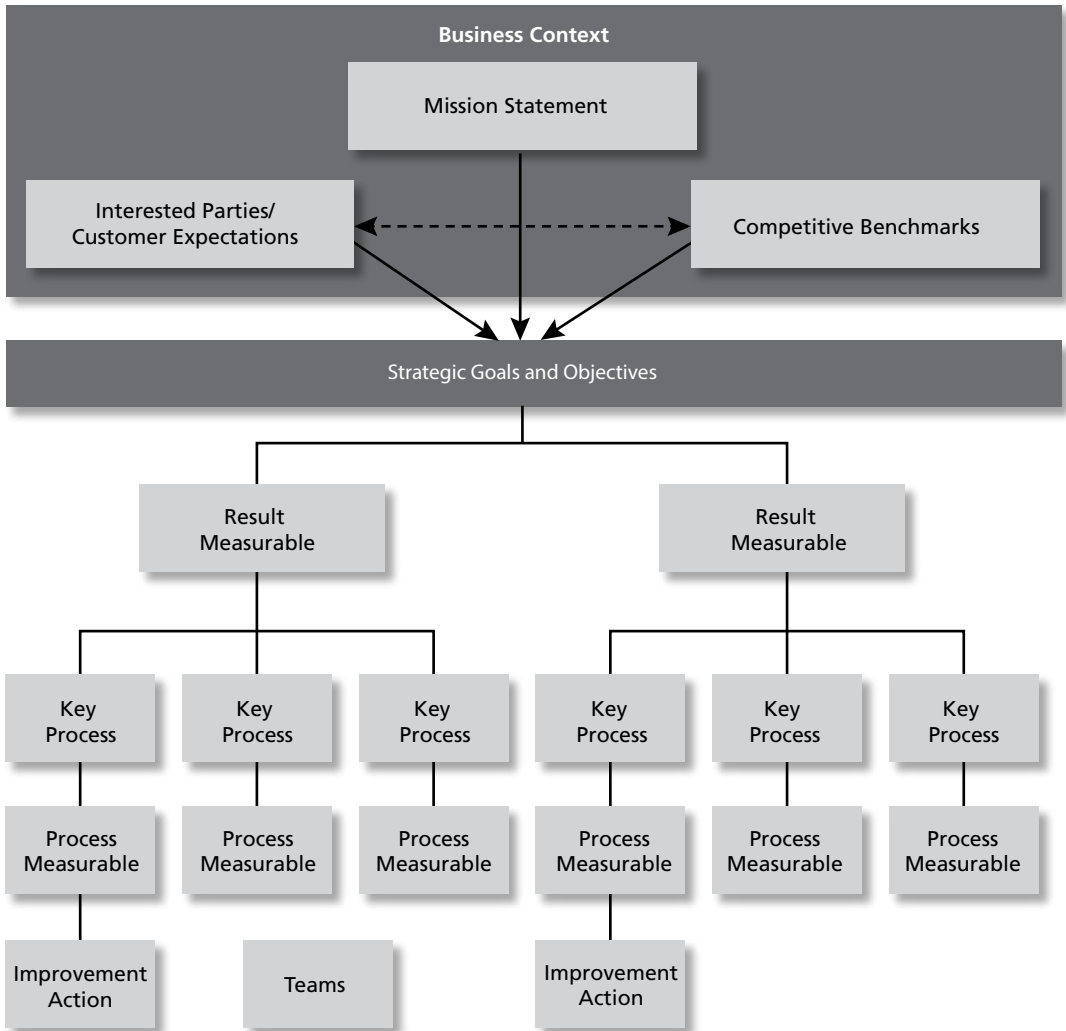 Business Context
Mission Statement
Interested Parties/
Customer Expectations
Competitive Benchmarks
Strategic Goals and Objectives
Result
Measurable
Result
Measurable
Key
Process
Key
Process
Key
Process
Key
Process
Key
Process
Key
Process
Process
Measurable
Process
Measurable
Process
Measurable
Process
Measurable
Process
Measurable
Process
Measurable
Improvement
Action
Teams
Improvement
Action